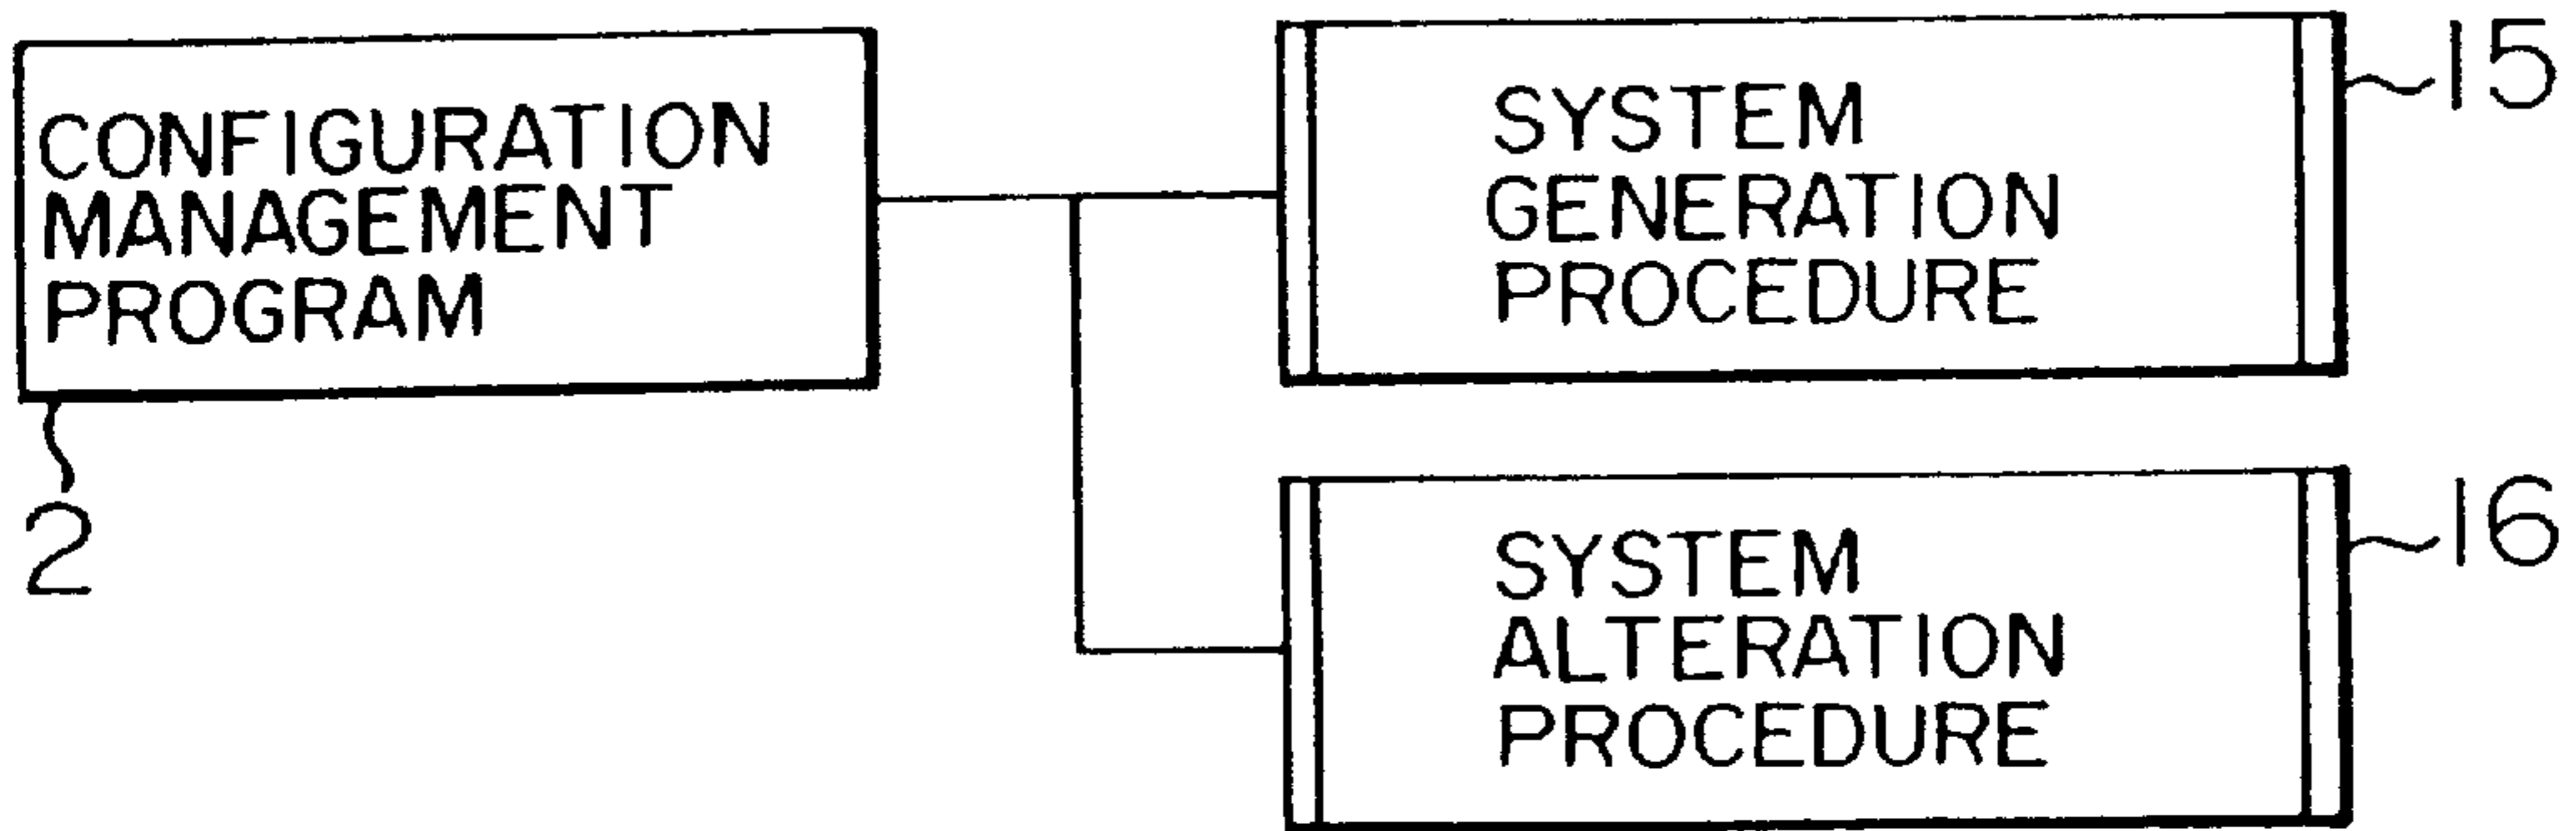 CONFIGURATION
MANAGEMENT
PROGRAM
2
SYSTEM
GENERATION
PROCEDURE
15
SYSTEM
ALTERATION
PROCEDURE
16